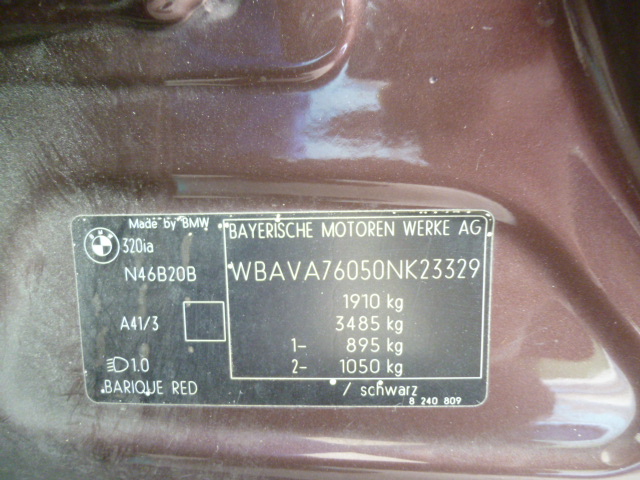 Made by BMW
BMW
320ia
N46B20B
A41/3
1.0
BARIQUE RED
BAYERISCHE MOTOREN WERKE AG
WBAVA76050NK23329
1910 kg
3485 kg
1- 895 kg
2- 1050 kg
/ schwarz
8 240 809